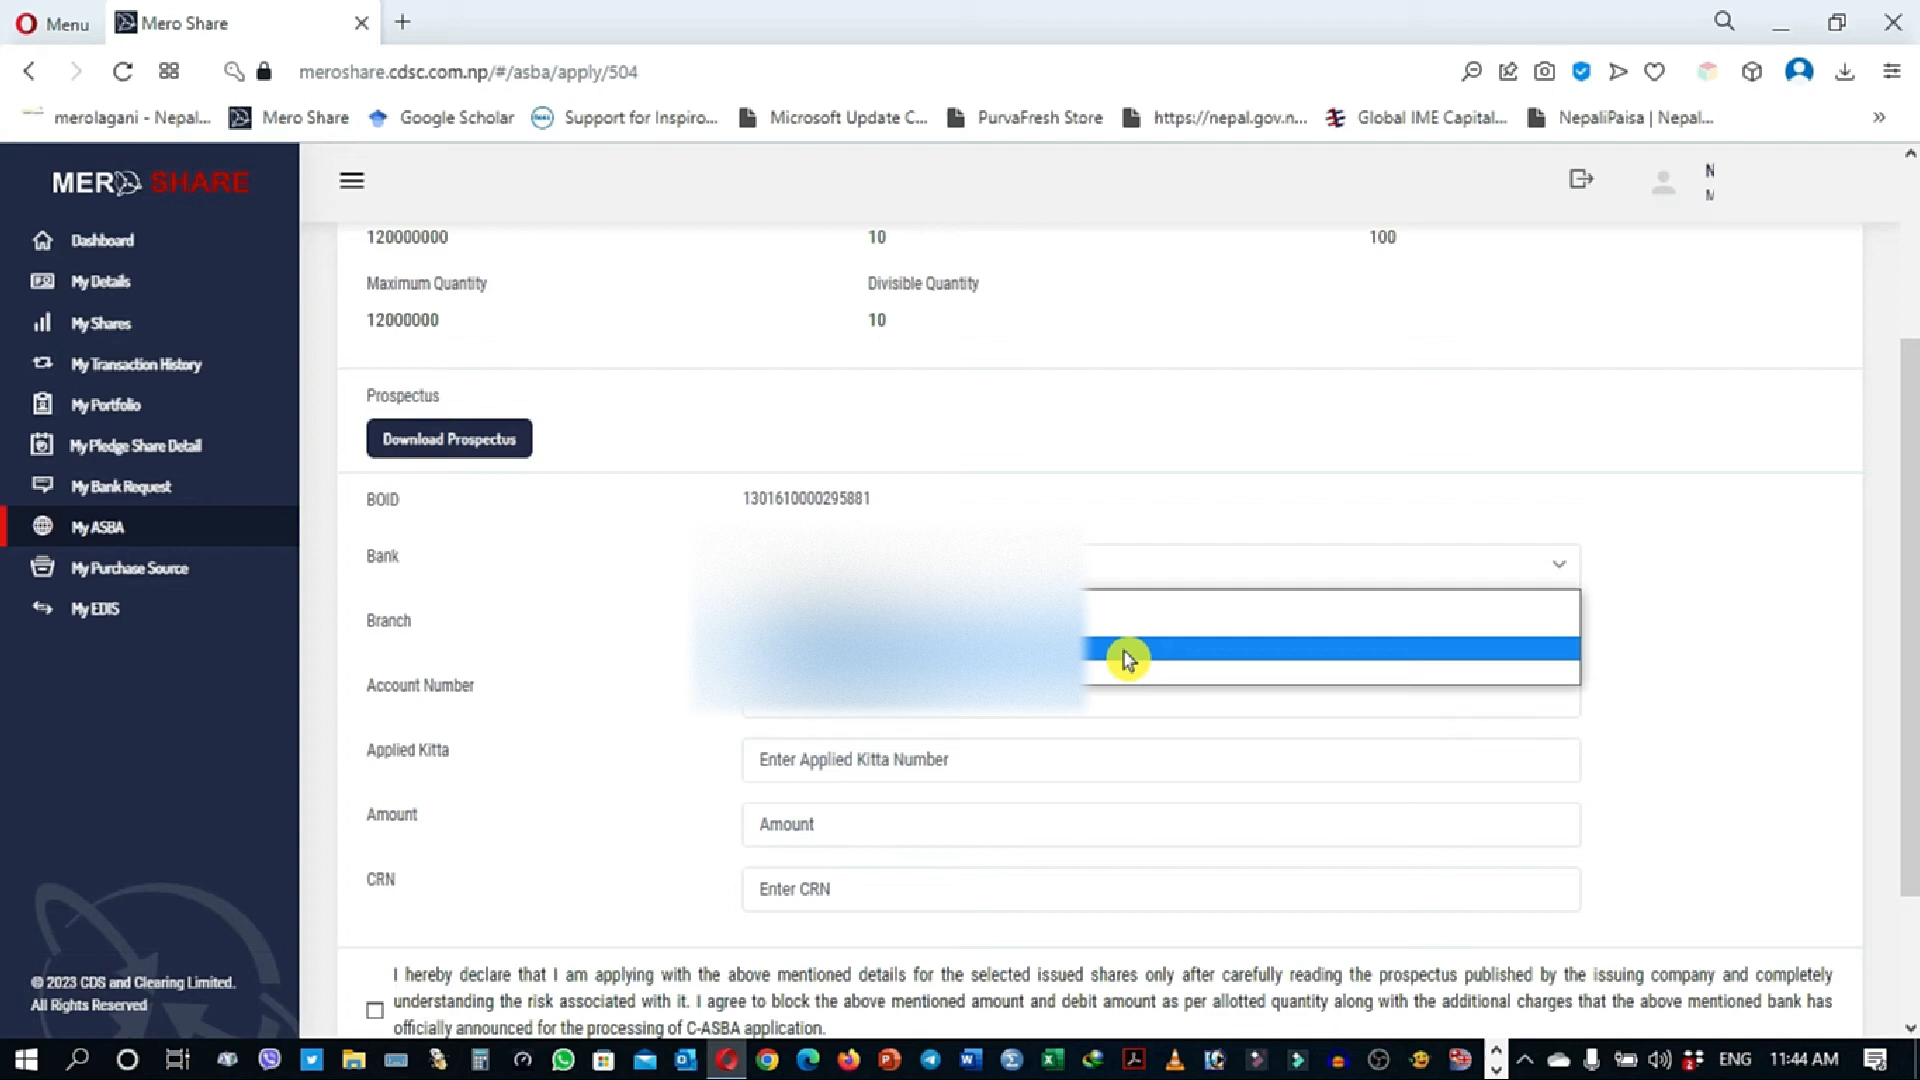 Menu
Mero Share
meroshare.cdsc.com.np/#/asba/apply/504
merolagani - Nepal...
Mero Share
Google Scholar
Support for Inspiro...
Microsoft Update C...
PurvaFresh Store
https://nepal.gov.n...
Global IME Capital...
NepaliPaisa | Nepal...
MERO SHARE
N
M
Dashboard
My Details
My Shares
My Transaction History
My Portfolio
My Pledge Share Detail
My Bank Request
My ASBA
My Purchase Source
My EDIS
© 2023 CDS and Clearing Limited.
All Rights Reserved
120000000 10 100
Maximum Quantity Divisible Quantity
12000000 10
Prospectus
Download Prospectus
BOID 1301610000295881
Bank
Branch
Account Number
Applied Kitta Enter Applied Kitta Number
Amount Amount
CRN Enter CRN
I hereby declare that I am applying with the above mentioned details for the selected issued shares only after carefully reading the prospectus published by the issuing company and completely
understanding the risk associated with it. I agree to block the above mentioned amount and debit amount as per allotted quantity along with the additional charges that the above mentioned bank has
officially announced for the processing of C-ASBA application.
ENG 11:44 AM